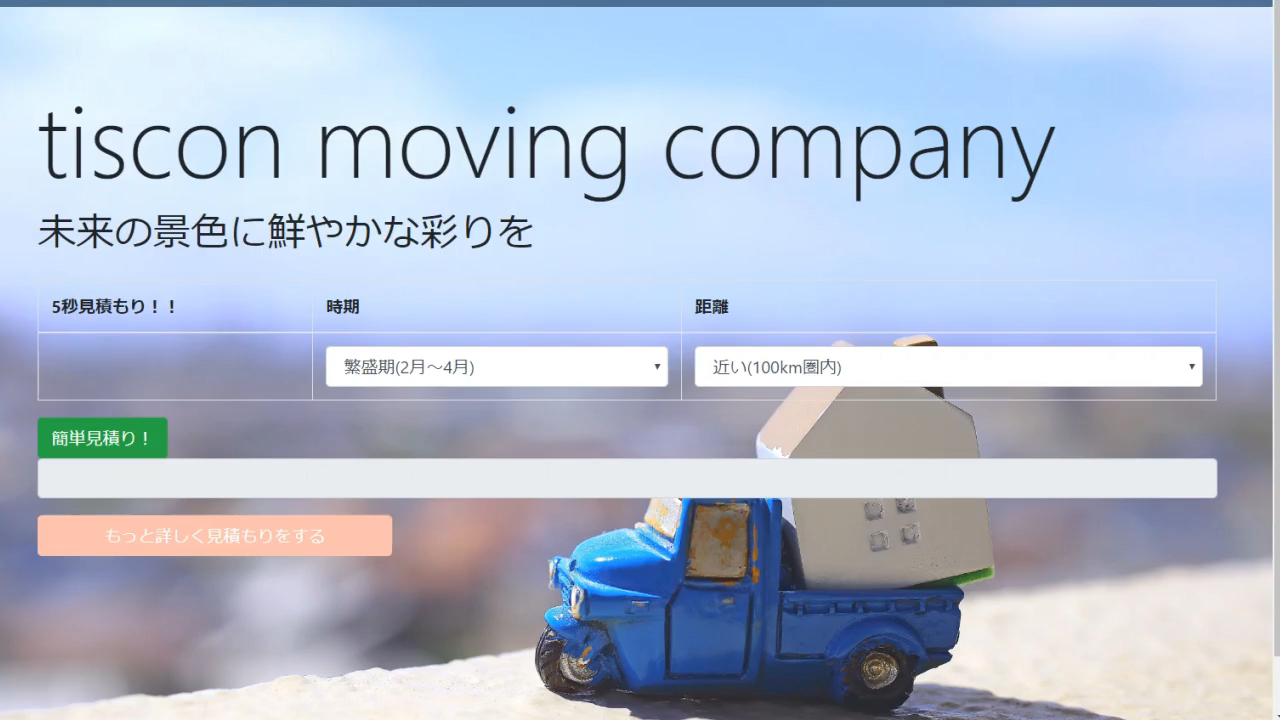 tiscon moving company
未来の景色に鮮やかな彩りを
5秒見積もり！！ 時期 距離
繁盛期(2月～4月) 近い(100km圏内)
簡単見積り！
もっと詳しく見積もりをする